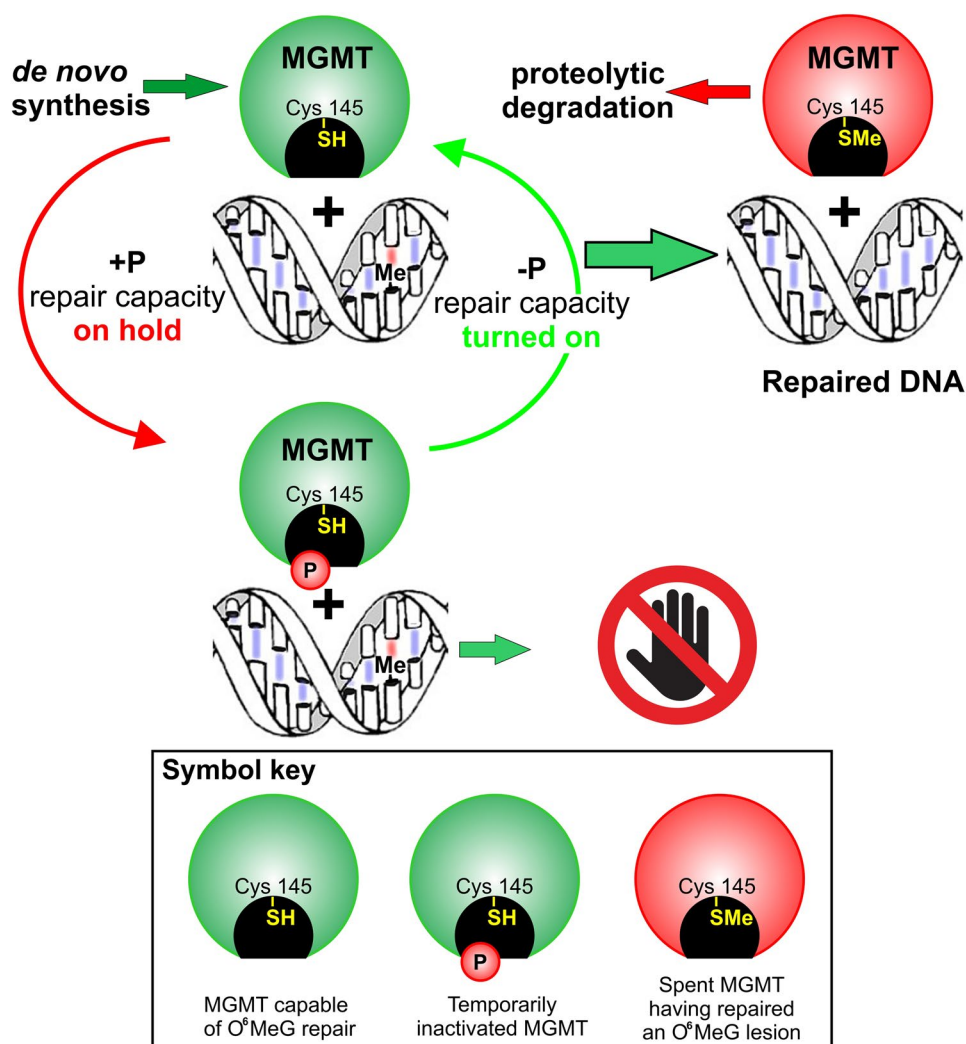 de novo
synthesis
MGMT
Cys 145
SH
proteolytic
degradation
MGMT
Cys 145
SMe
+
Me
+
+P
repair capacity
on hold
-P
repair capacity
turned on
Repaired DNA
MGMT
Cys 145
SH
P
+
Me
Symbol key
Cys 145
SH
MGMT capable
of O⁶MeG repair
Cys 145
SH
P
Temporarily
inactivated MGMT
Cys 145
SMe
Spent MGMT
having repaired
an O⁶MeG lesion